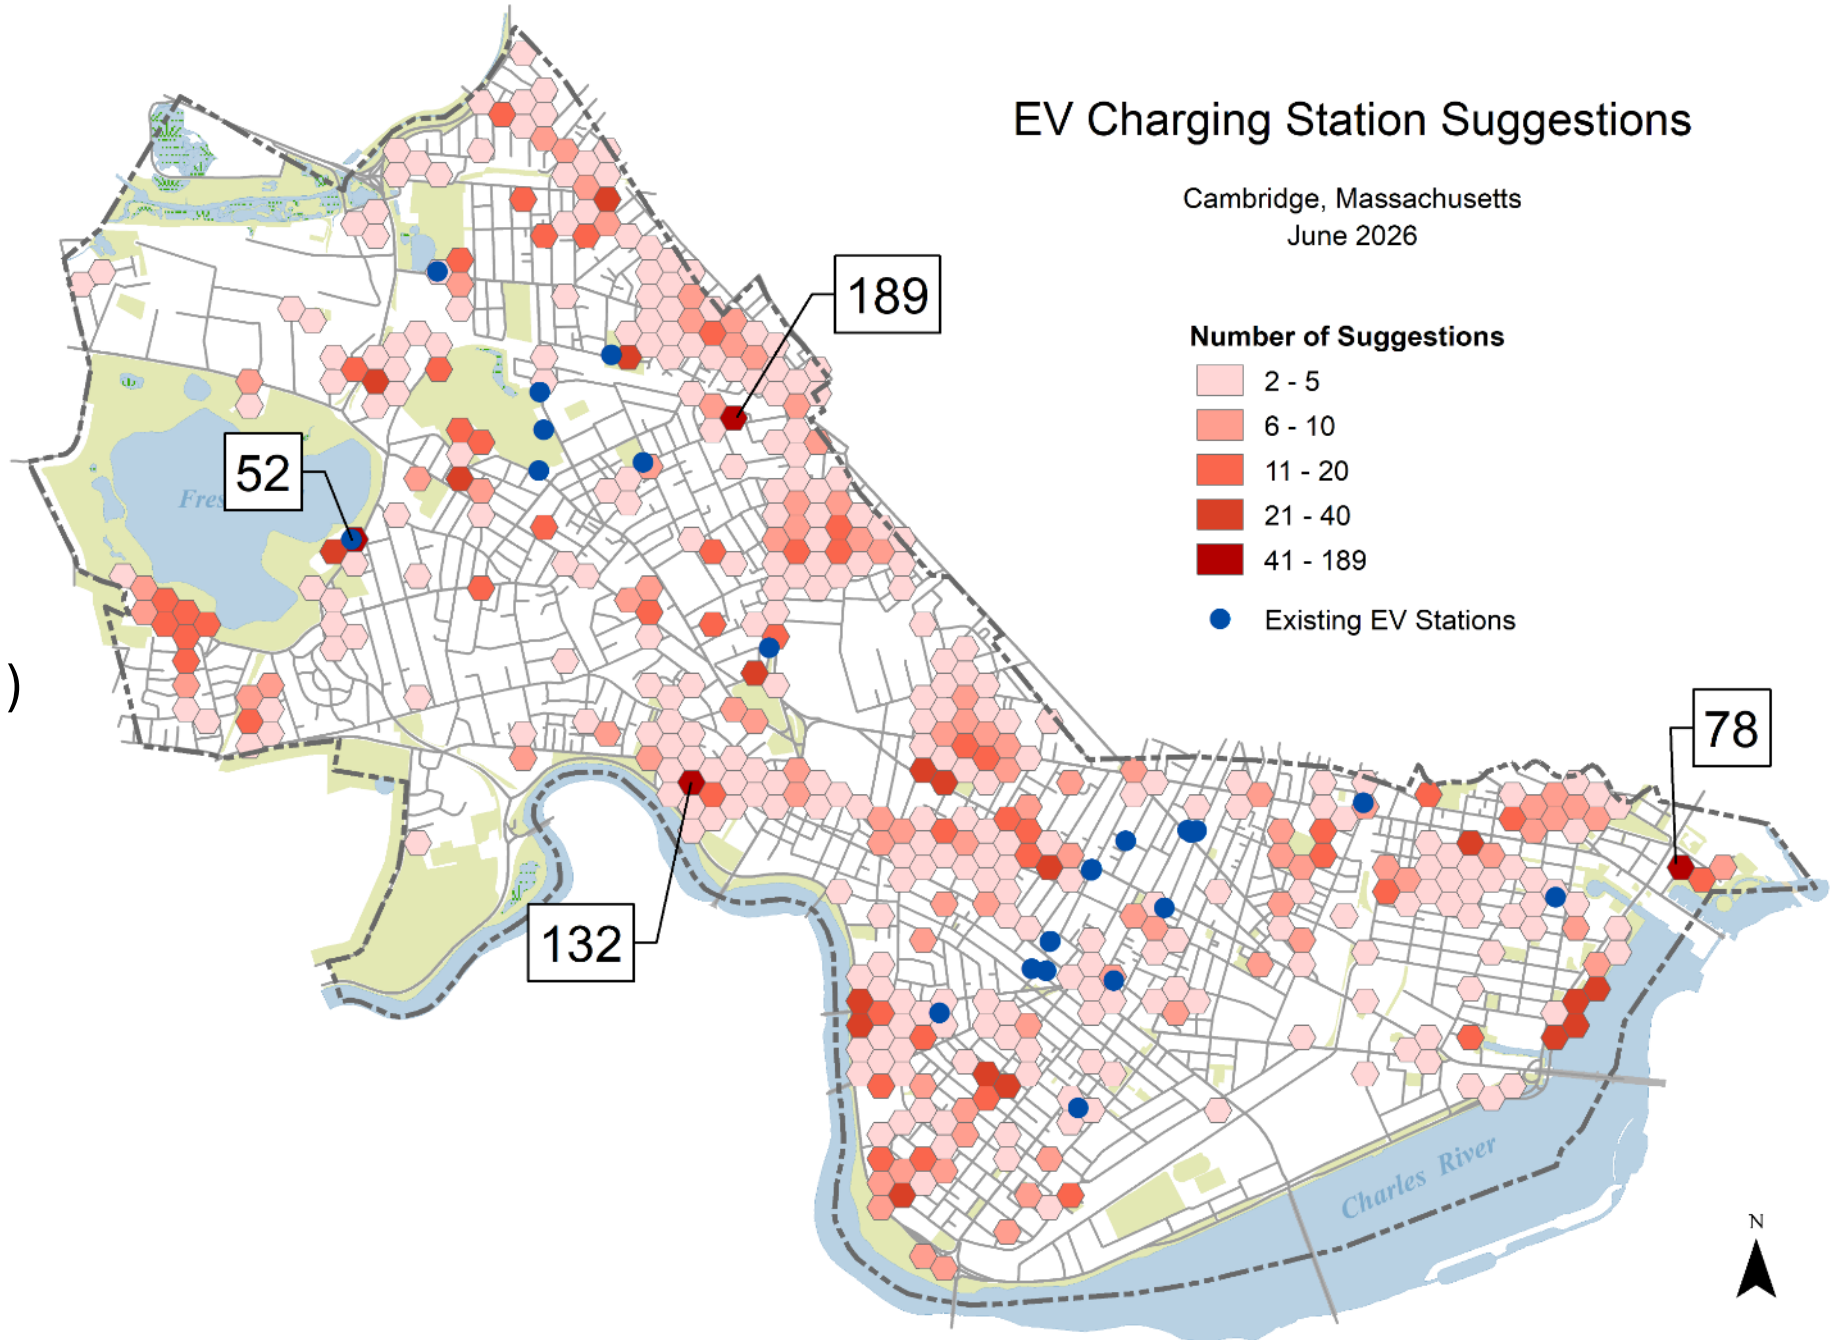 EV Charging Station Suggestions
Cambridge, Massachusetts
June 2026
189
Number of Suggestions
2 - 5
6 - 10
11 - 20
21 - 40
41 - 189
Existing EV Stations
52
Fres
)
78
132
Charles River
N